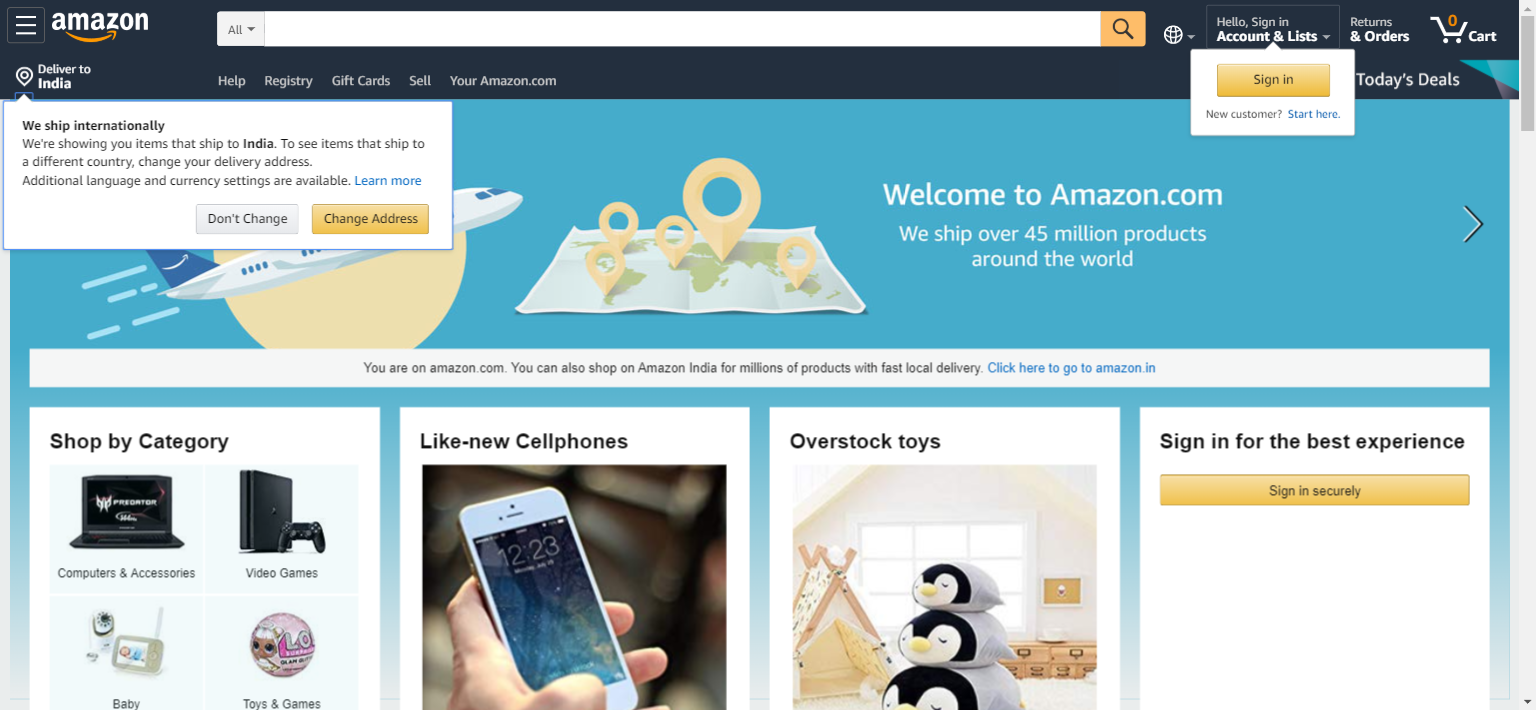 amazon
All
Hello, Sign in
Account & Lists
Returns
& Orders
0
Cart
Deliver to
India
Help
Registry
Gift Cards
Sell
Your Amazon.com
Today's Deals
Sign in
New customer? Start here.
We ship internationally
We're showing you items that ship to India. To see items that ship to
a different country, change your delivery address.
Additional language and currency settings are available. Learn more
Don't Change
Change Address
Welcome to Amazon.com
We ship over 45 million products
around the world
You are on amazon.com. You can also shop on Amazon India for millions of products with fast local delivery. Click here to go to amazon.in
Shop by Category
PREDATOR
Computers & Accessories
Video Games
Baby
Toys & Games
Like-new Cellphones
12:23
Overstock toys
Sign in for the best experience
Sign in securely